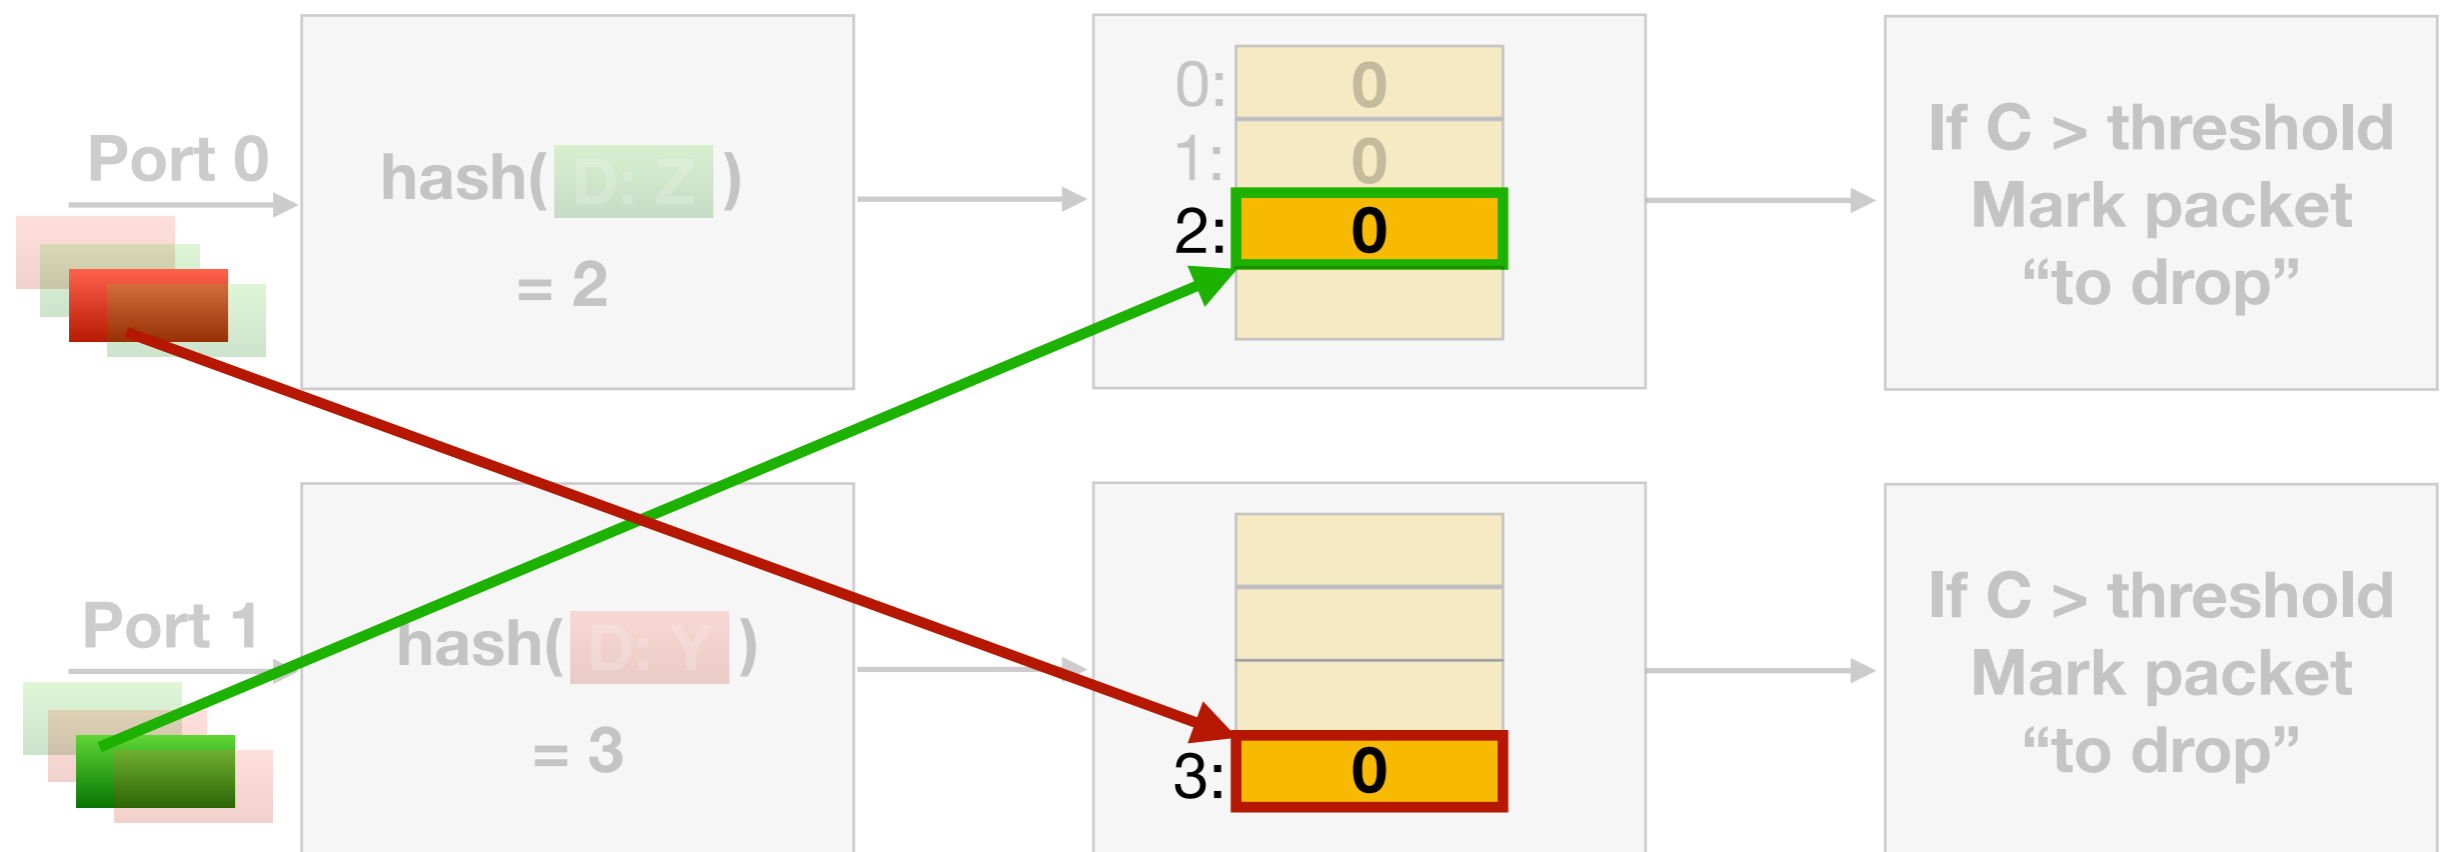 Port 0
hash( D: Z )
= 2
0: 0
1: 0
2: 0
If C > threshold
Mark packet
“to drop”
Port 1
hash( D: Y )
= 3
3: 0
If C > threshold
Mark packet
“to drop”